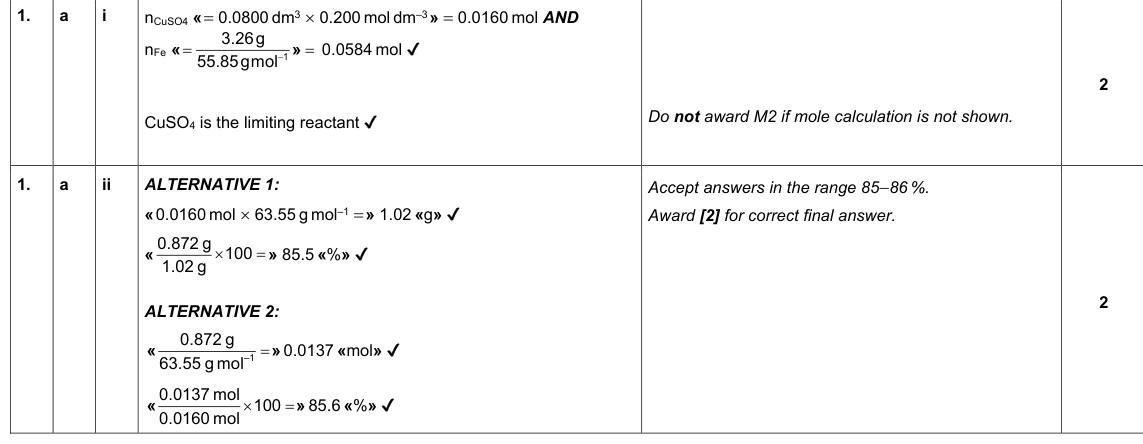 1. a i n_CuSO4 «= 0.0800 dm³ × 0.200 mol dm⁻³» = 0.0160 mol AND
n_Fe «= 3.26 g / 55.85 g mol⁻¹ » = 0.0584 mol ✓
CuSO₄ is the limiting reactant ✓
Do not award M2 if mole calculation is not shown.
2
1. a ii ALTERNATIVE 1:
«0.0160 mol × 63.55 g mol⁻¹ =» 1.02 «g» ✓
« 0.872 g / 1.02 g ×100 =» 85.5 «%» ✓
ALTERNATIVE 2:
« 0.872 g / 63.55 g mol⁻¹ =» 0.0137 «mol» ✓
« 0.0137 mol / 0.0160 mol ×100 =» 85.6 «%» ✓
Accept answers in the range 85–86 %.
Award [2] for correct final answer.
2